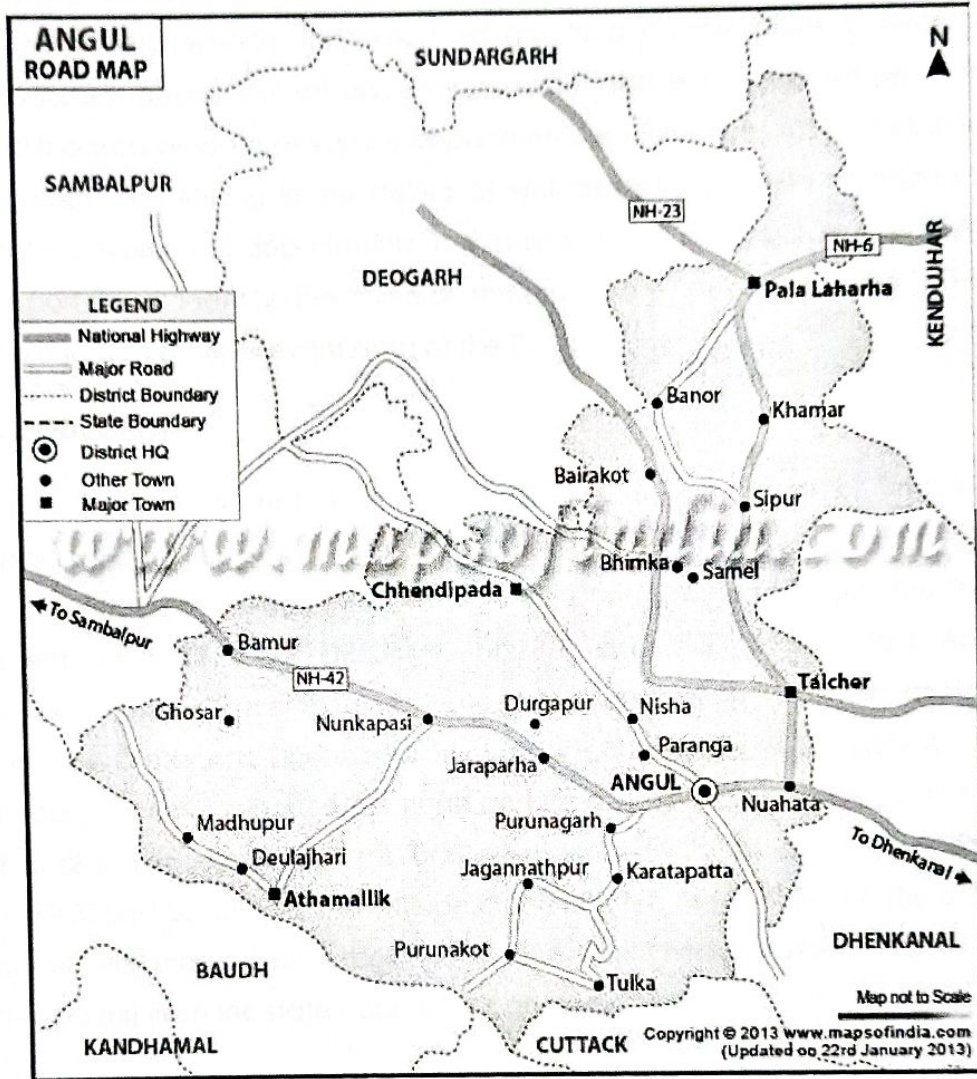 ANGUL
ROAD MAP
SUNDARGARH
N
SAMBALPUR
NH-23
NH-6
DEOGARH
Pala Laharha
KENDUJHAR
LEGEND
National Highway
Major Road
District Boundary
State Boundary
District HQ
Other Town
Major Town
Banor
Khamar
Bairakot
Sipur
www.mapsofindia.com
Bhimka
Samel
Chhendipada
To Sambalpur
Bamur
NH-42
Talcher
Ghosar
Nunkapasi
Durgapur
Nisha
Jaraparha
Paranga
ANGUL
Nuahata
Purunagarh
Madhupur
Deulajhari
Jagannathpur
Karatapatta
To Dhenkanal
Athamallik
Purunakot
DHENKANAL
BAUDH
Tulka
Map not to Scale
KANDHAMAL
CUTTACK
Copyright © 2013 www.mapsofindia.com
(Updated on 22rd January 2013)